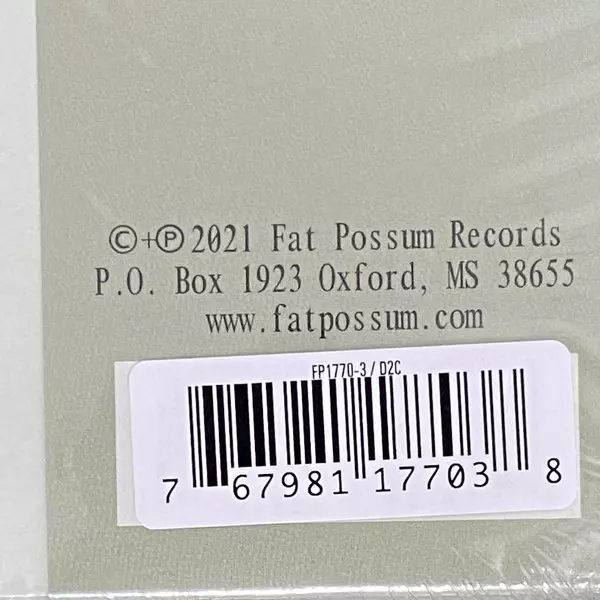 ©+℗2021 Fat Possum Records
P.O. Box 1923 Oxford, MS 38655
www.fatpossum.com
FP1770-3 / D2C
7 67981 17703 8